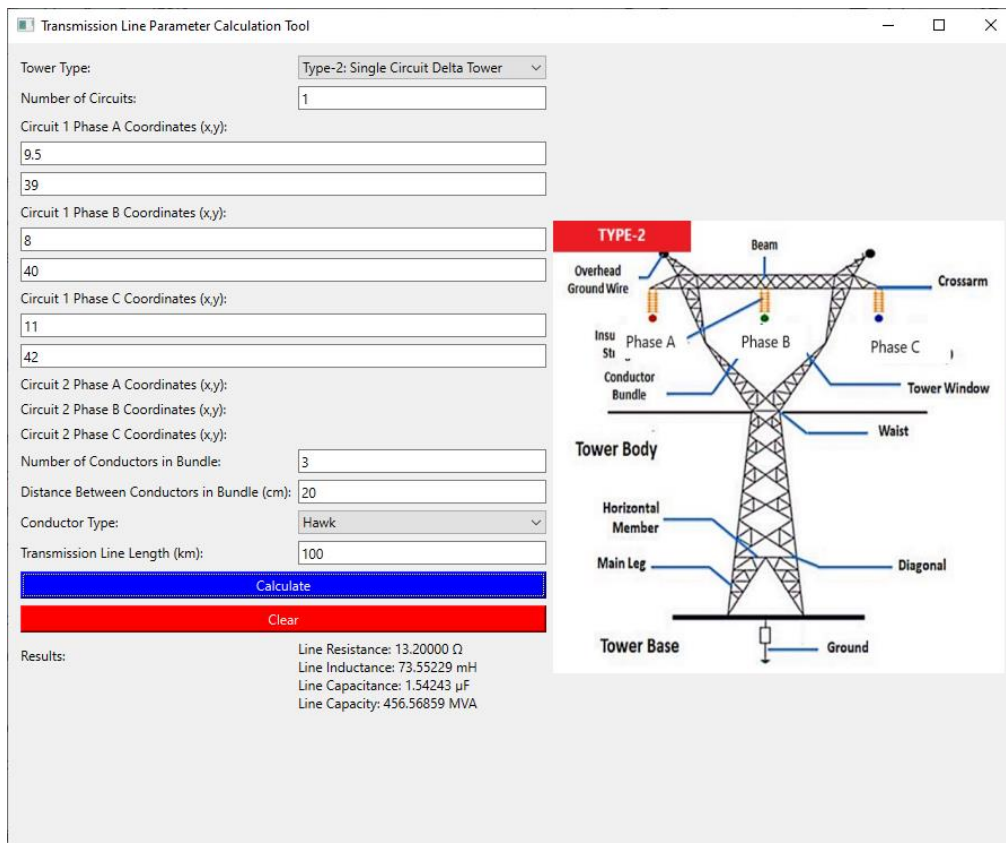 Transmission Line Parameter Calculation Tool
Tower Type:
Type-2: Single Circuit Delta Tower
Number of Circuits:
1
Circuit 1 Phase A Coordinates (x,y):
9.5
39
Circuit 1 Phase B Coordinates (x,y):
8
40
Circuit 1 Phase C Coordinates (x,y):
11
42
Circuit 2 Phase A Coordinates (x,y):
Circuit 2 Phase B Coordinates (x,y):
Circuit 2 Phase C Coordinates (x,y):
Number of Conductors in Bundle:
3
Distance Between Conductors in Bundle (cm):
20
Conductor Type:
Hawk
Transmission Line Length (km):
100
Calculate
Clear
Results:
Line Resistance: 13.20000 Ω
Line Inductance: 73.55229 mH
Line Capacitance: 1.54243 μF
Line Capacity: 456.56859 MVA
TYPE-2
Beam
Overhead
Ground Wire
Crossarm
Insu
Phase A
Phase B
Phase C
Conductor
Bundle
Tower Window
Waist
Tower Body
Horizontal
Member
Main Leg
Diagonal
Tower Base
Ground